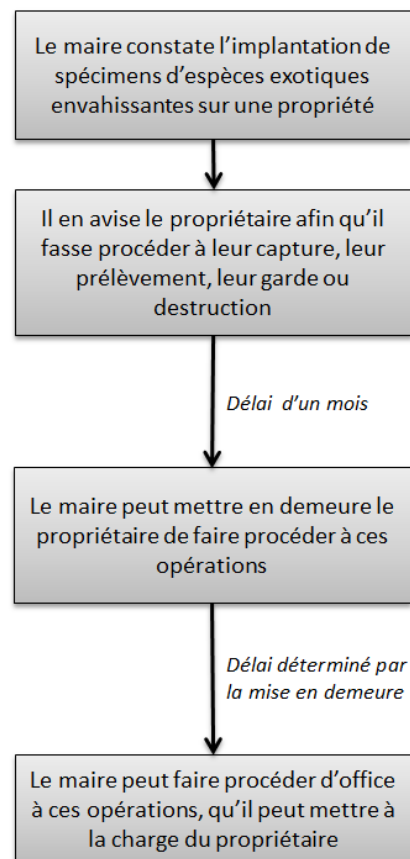 Le maire constate l’implantation de
spécimens d’espèces exotiques
envahissantes sur une propriété
Il en avise le propriétaire afin qu’il
fasse procéder à leur capture, leur
prélèvement, leur garde ou
destruction
Délai d’un mois
Le maire peut mettre en demeure le
propriétaire de faire procéder à ces
opérations
Délai déterminé par
la mise en demeure
Le maire peut faire procéder d’office
à ces opérations, qu’il peut mettre à
la charge du propriétaire